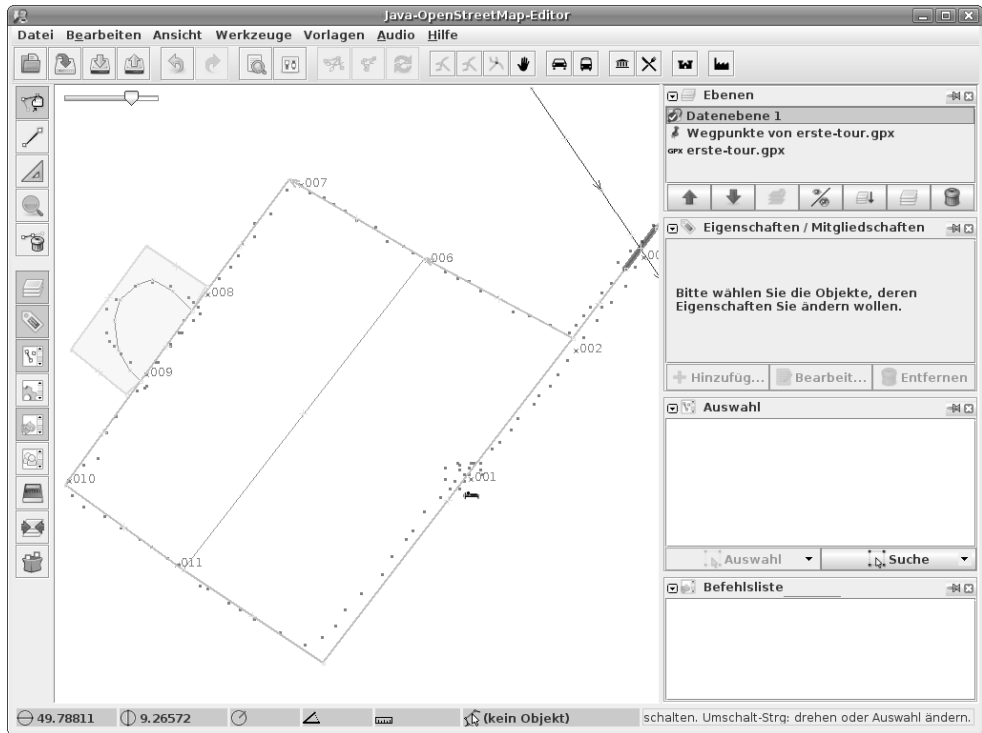 Java-OpenStreetMap-Editor
Datei Bearbeiten Ansicht Werkzeuge Vorlagen Audio Hilfe
Ebenen
Datenebene 1
Wegpunkte von erste-tour.gpx
GPX erste-tour.gpx
007
006
008
002
009
010
001
011
Eigenschaften / Mitgliedschaften
Bitte wählen Sie die Objekte, deren
Eigenschaften Sie ändern wollen.
Hinzufüg... Bearbeit... Entfernen
Auswahl
Auswahl Suche
Befehlsliste
49.78811 9.26572 (kein Objekt) schalten. Umschalt-Strg: drehen oder Auswahl ändern.